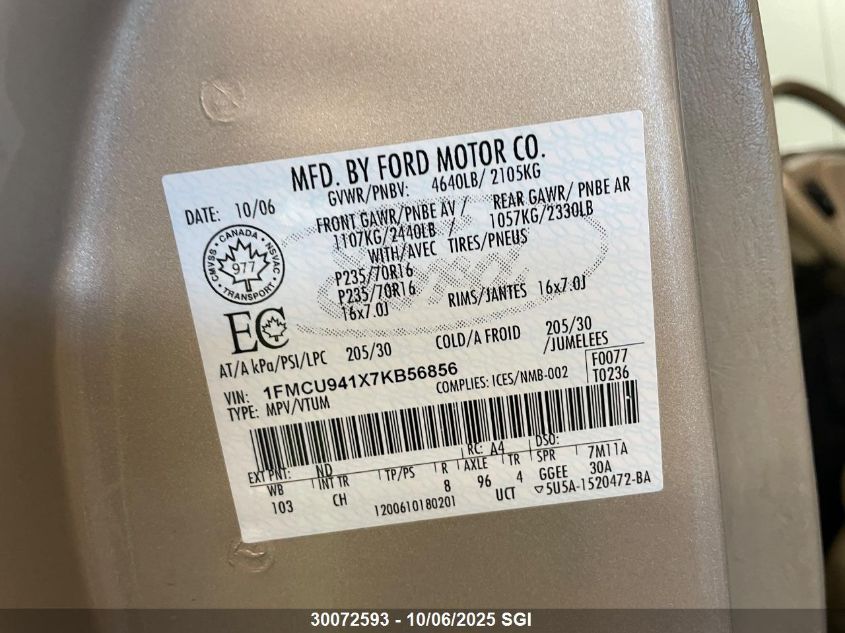 MFD. BY FORD MOTOR CO.
DATE: 10/06
GVWR/PNBV: 4640LB/ 2105KG
FRONT GAWR/PNBE AV / REAR GAWR/ PNBE AR
1107KG/2440LB / 1057KG/2330LB
WITH/AVEC TIRES/PNEUS
P235/70R16
P235/70R16
16x7.0J RIMS/JANTES 16x7.0J
CMVSS • CANADA • NSVAC
977
• TRANSPORT •
EC
AT/A kPa/PSI/LPC 205/30 COLD/A FROID 205/30
/JUMELEES
VIN: 1FMCU941X7KB56856
TYPE: MPV/VTUM
COMPLIES: ICES/NMB-002
F0077
T0236
EXT PNT: ND RC: A4 DSO:
WB INT TR TP/PS R AXLE TR SPR 7M11A
103 CH 8 96 4 GGEE 30A
1200610180201 UCT ▽5U5A-1520472-BA
30072593 - 10/06/2025 SGI